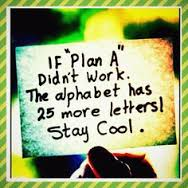 IF "Plan A"
Didn't work.
The alphabet has
25 more letters!
Stay Cool.